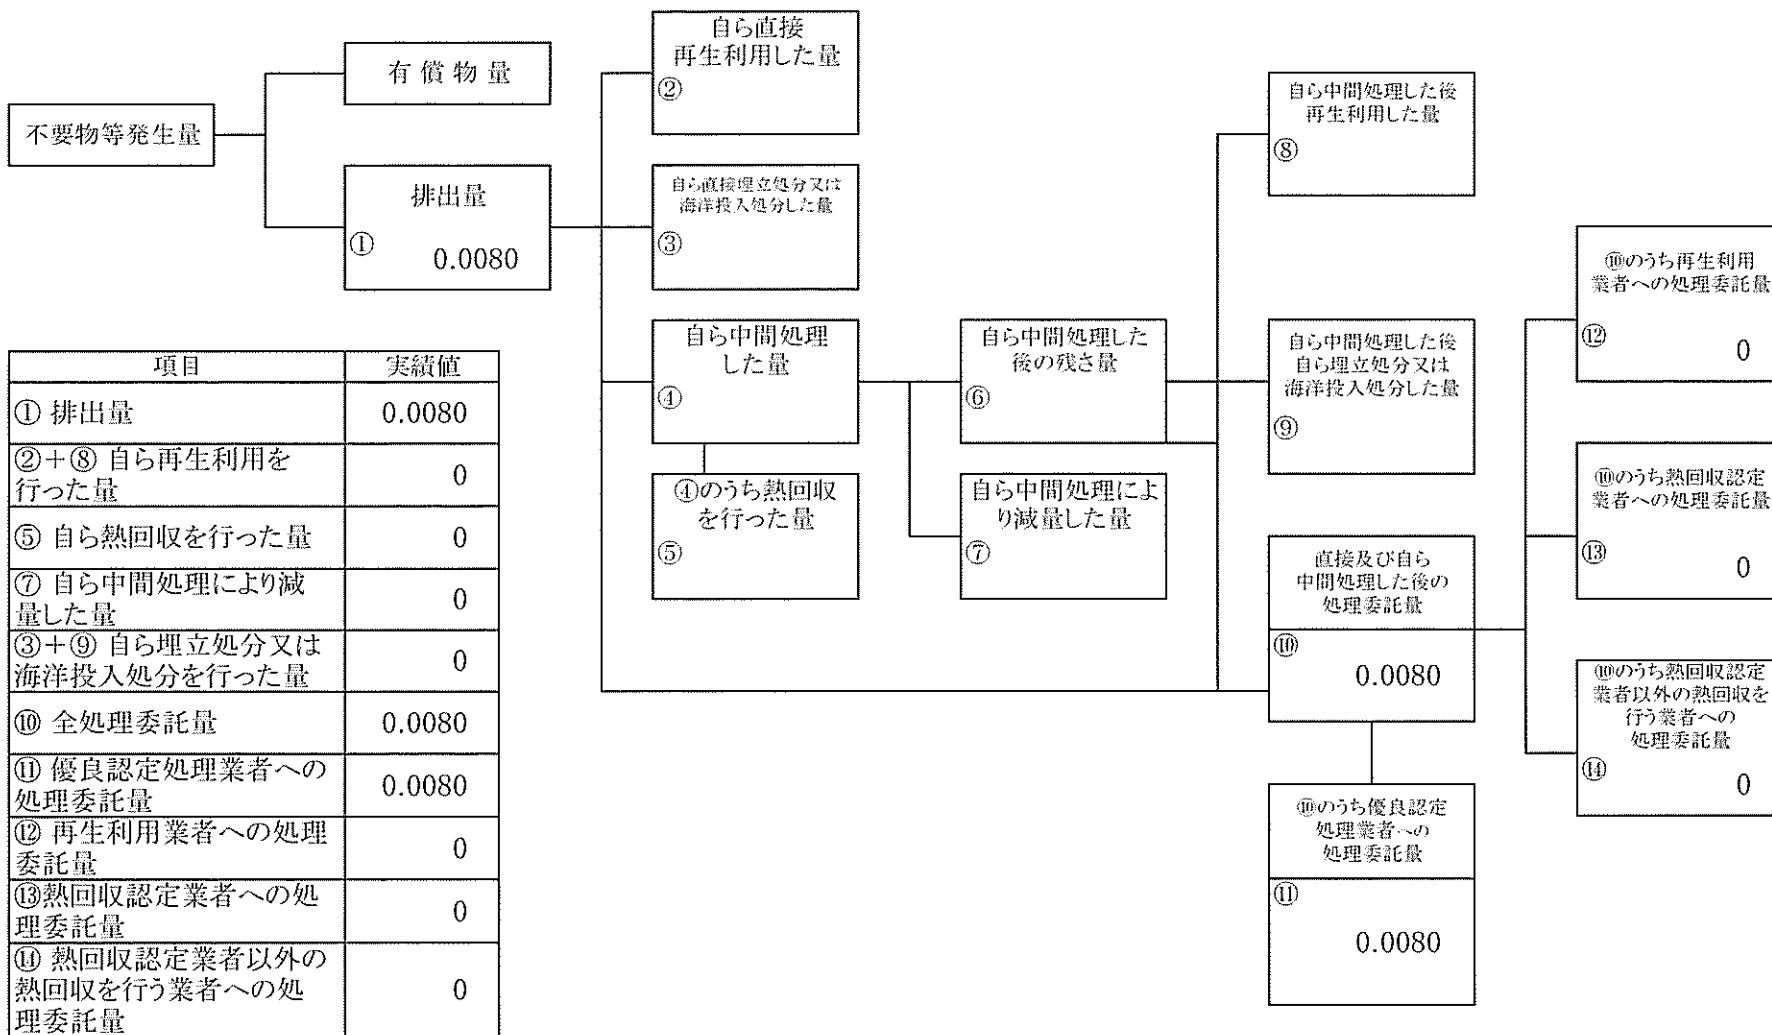 不要物等発生量
有償物量
排出量
①
0.0080
自ら直接
再生利用した量
②
自ら直接埋立処分又は
海洋投入処分した量
③
自ら中間処理
した量
④
④のうち熱回収
を行った量
⑤
自ら中間処理した
後の残さ量
⑥
自ら中間処理によ
り減量した量
⑦
自ら中間処理した後
再生利用した量
⑧
自ら中間処理した後
自ら埋立処分又は
海洋投入処分した量
⑨
直接及び自ら
中間処理した後の
処理委託量
⑩
0.0080
⑩のうち優良認定
処理業者への
処理委託量
⑪
0.0080
⑩のうち再生利用
業者への処理委託量
⑫
0
⑩のうち熱回収認定
業者への処理委託量
⑬
0
⑩のうち熱回収認定
業者以外の熱回収を
行う業者への
処理委託量
⑭
0
項目 実績値
① 排出量 0.0080
②+⑧ 自ら再生利用を
行った量 0
⑤ 自ら熱回収を行った量 0
⑦ 自ら中間処理により減
量した量 0
③+⑨ 自ら埋立処分又は
海洋投入処分を行った量 0
⑩ 全処理委託量 0.0080
⑪ 優良認定処理業者への
処理委託量 0.0080
⑫ 再生利用業者への処理
委託量 0
⑬熱回収認定業者への処
理委託量 0
⑭ 熱回収認定業者以外の
熱回収を行う業者への処
理委託量 0